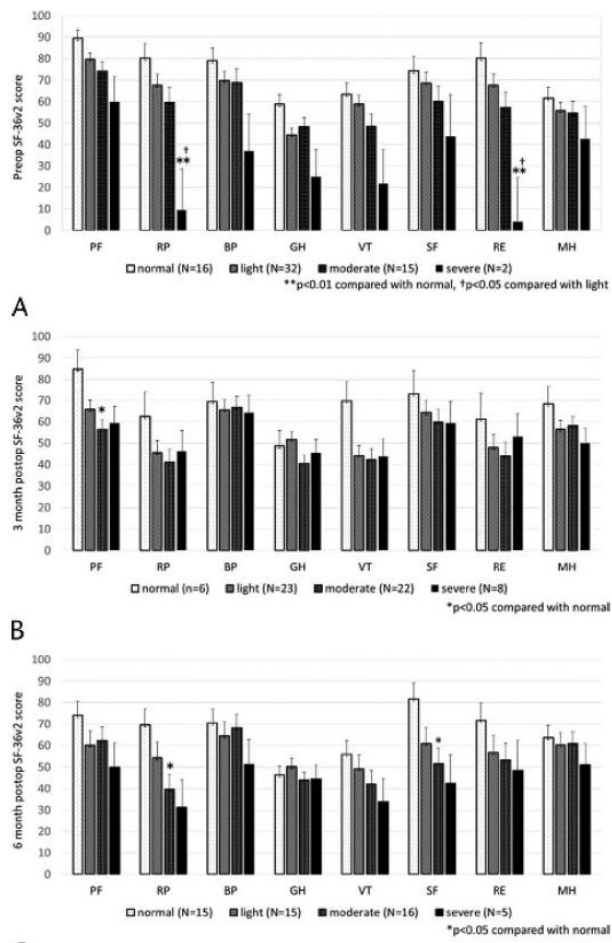 Preop SF-36v2 score
100
90
80
70
60
50
40
30
20
10
0
† 
**
†
**
PF RP BP GH VT SF RE MH
normal (N=16) light (N=32) moderate (N=15) severe (N=2)
**p<0.01 compared with normal, †p<0.05 compared with light
A
3 month postop SF-36v2 score
100
90
80
70
60
50
40
30
20
10
0
*
PF RP BP GH VT SF RE MH
normal (n=6) light (N=23) moderate (N=22) severe (N=8)
*p<0.05 compared with normal
B
6 month postop SF-36v2 score
100
90
80
70
60
50
40
30
20
10
0
*
*
PF RP BP GH VT SF RE MH
normal (N=15) light (N=15) moderate (N=16) severe (N=5)
*p<0.05 compared with normal